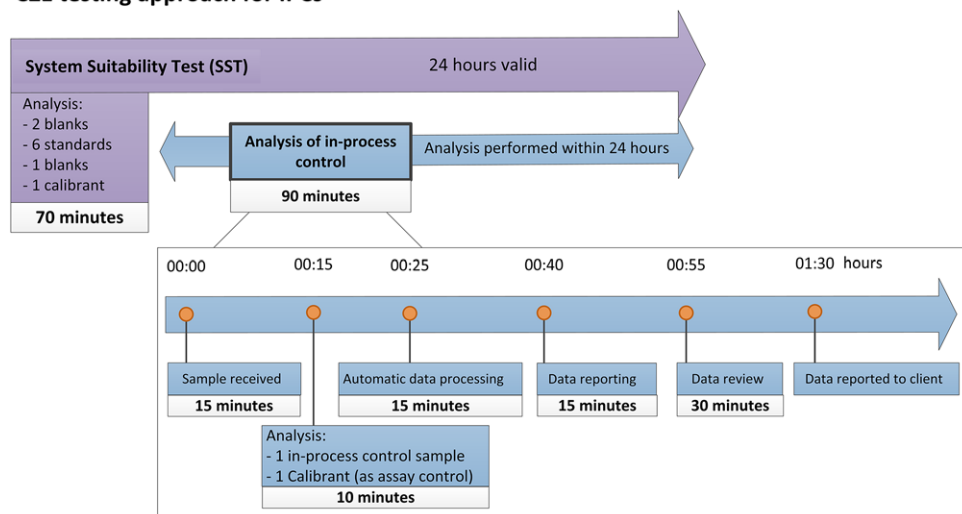 testing approach for
System Suitability Test (SST)
24 hours valid
Analysis:
- 2 blanks
- 6 standards
- 1 blanks
- 1 calibrant
70 minutes
Analysis of in-process
control
90 minutes
Analysis performed within 24 hours
00:00
00:15
00:25
00:40
00:55
01:30 hours
Sample received
15 minutes
Analysis:
- 1 in-process control sample
- 1 Calibrant (as assay control)
10 minutes
Automatic data processing
15 minutes
Data reporting
15 minutes
Data review
30 minutes
Data reported to client